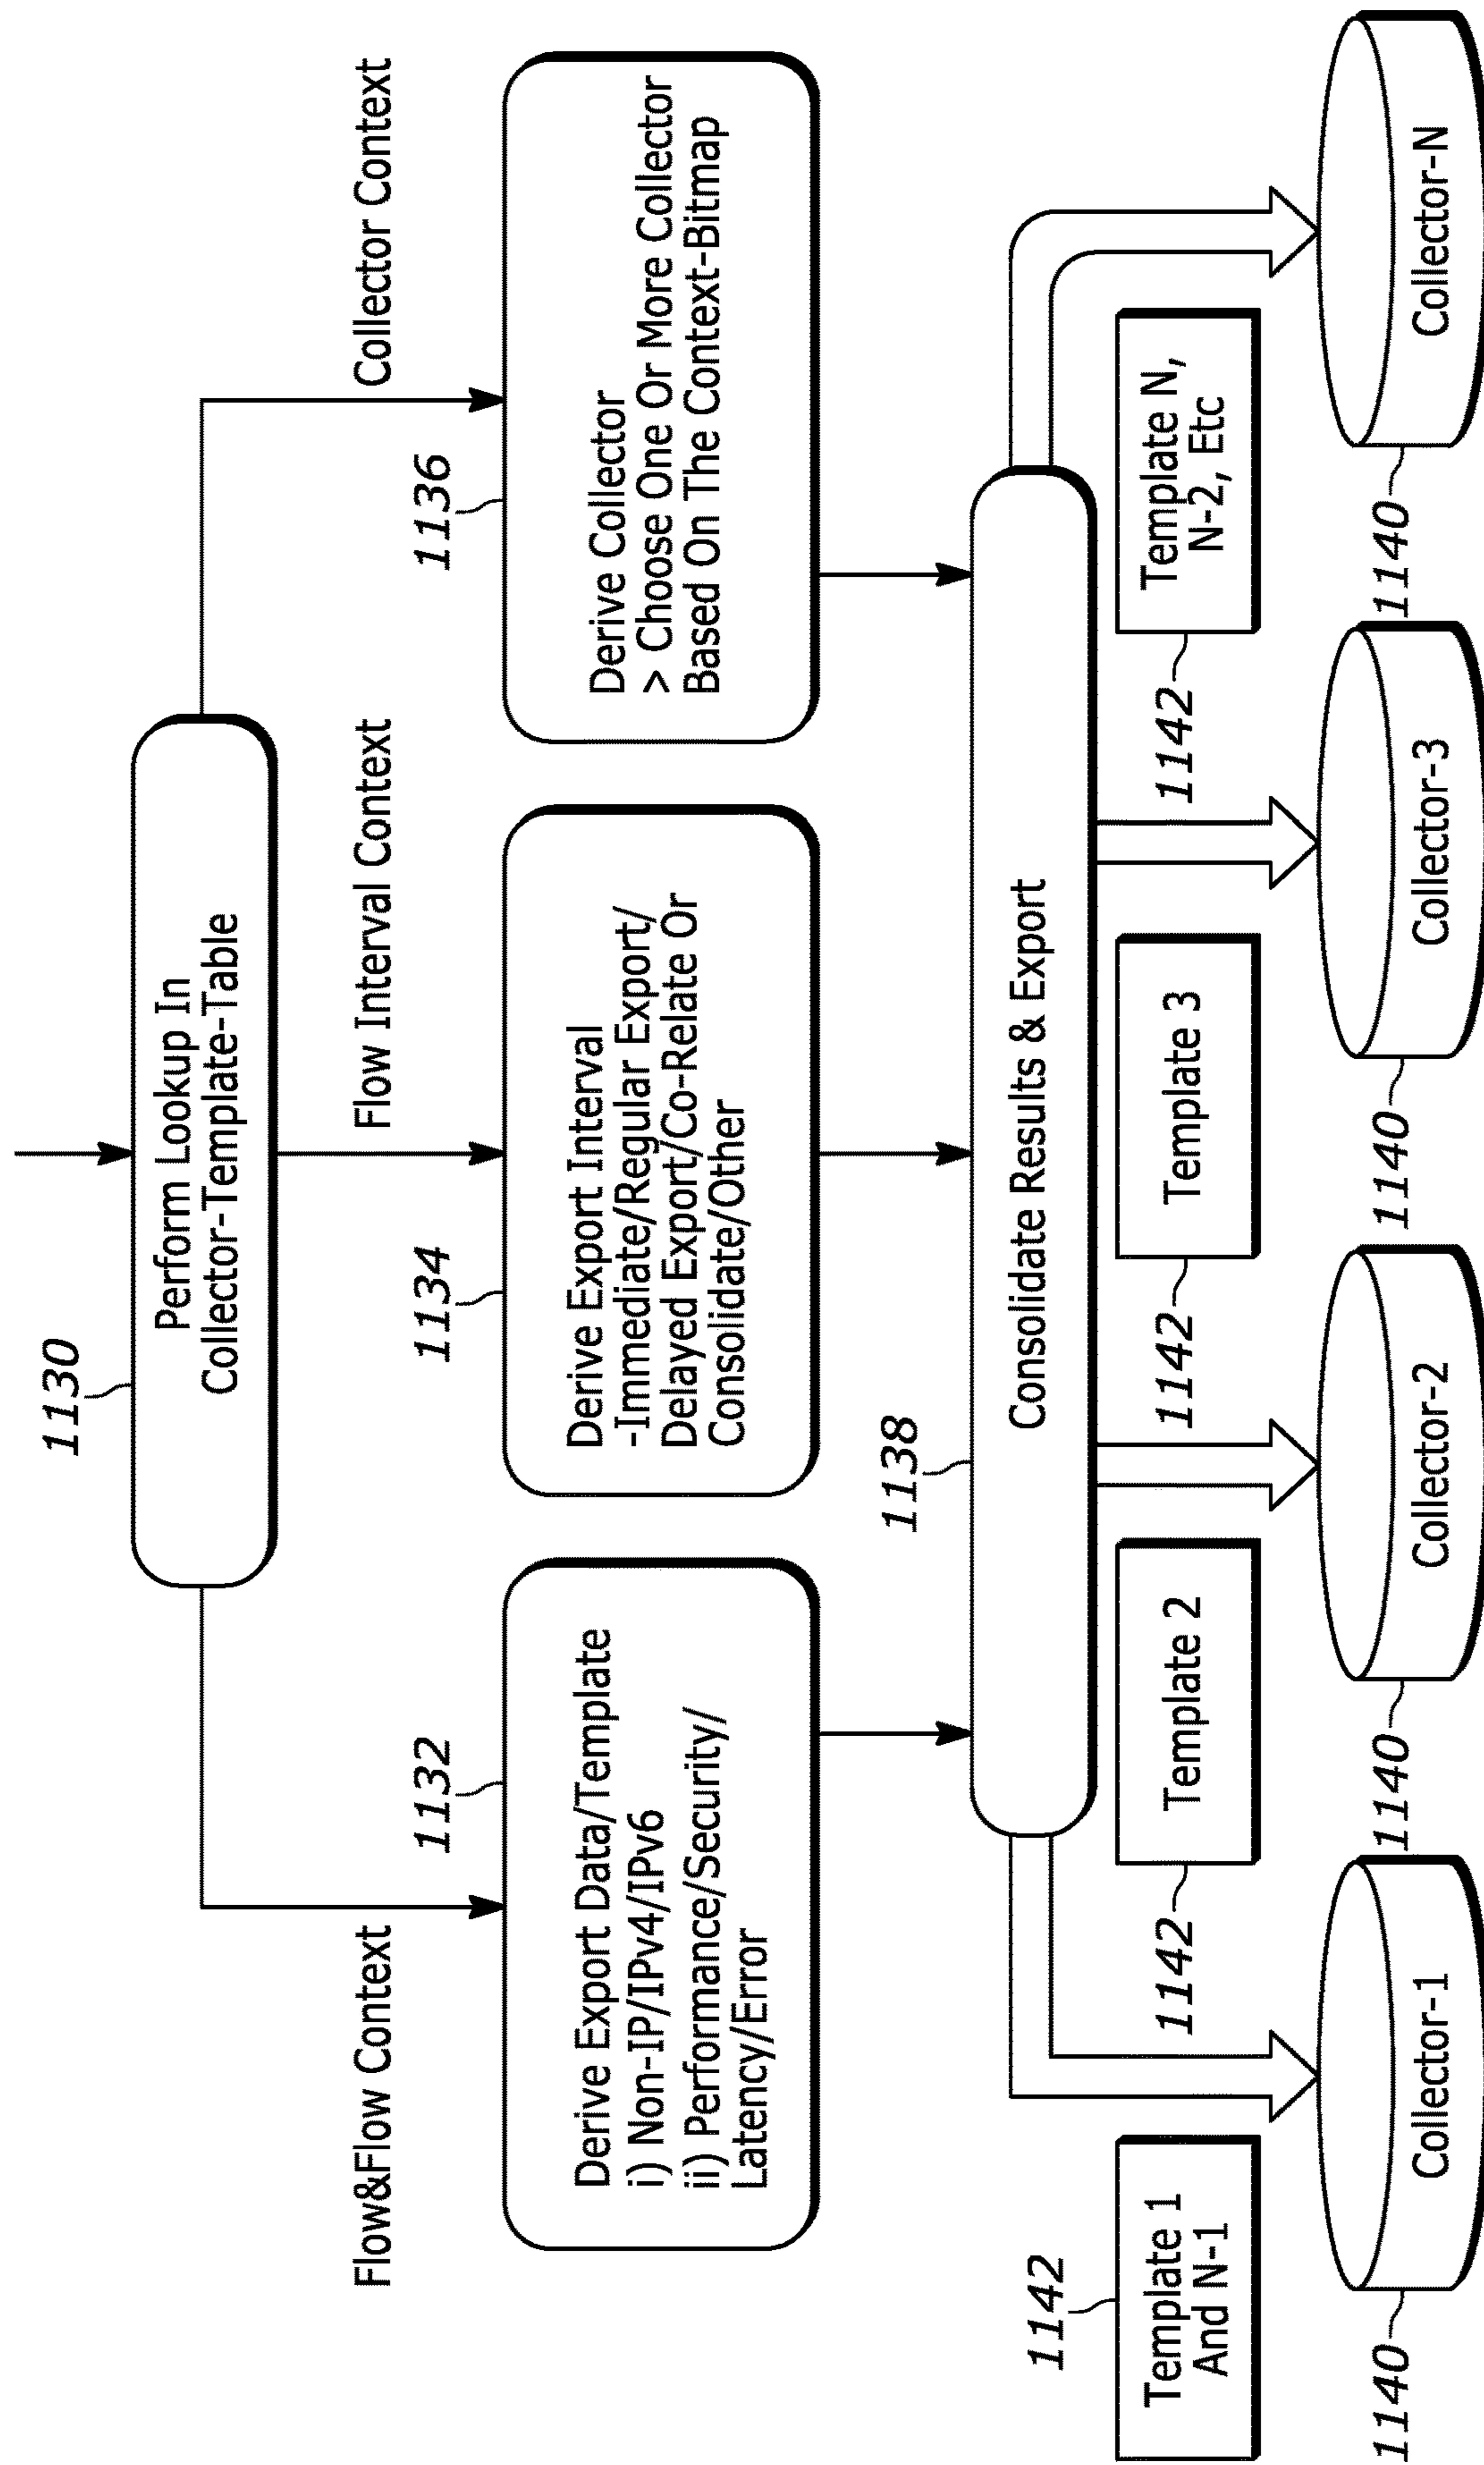 1130
Perform Lookup In
Collector-Template-Table
Flow&Flow Context
Flow Interval Context
Collector Context
1132
Derive Export Data/Template
i) Non-IP/IPv4/IPv6
ii) Performance/Security/
Latency/Error
1134
Derive Export Interval
-Immediate/Regular Export/
Delayed Export/Co-Relate Or
Consolidate/Other
1136
Derive Collector
> Choose One Or More Collector
Based On The Context-Bitmap
1138
Consolidate Results & Export
1142
Template 1
And N-1
1142
Template 2
1142
Template 3
1142
Template N,
N-2, Etc
1140
Collector-1
1140
Collector-2
1140
Collector-3
1140
Collector-N